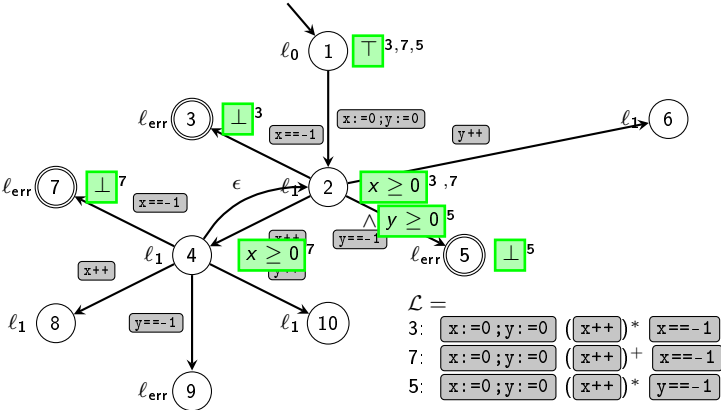 ℓ₀ 1 ⊤ 3,7,5
x:=0;y:=0
ℓerr 3 ⊥ 3
x==-1
y++
ℓ₁ 6
ℓerr 7 ⊥ 7
x==-1
ϵ
ℓ₁ 2 x ≥ 0 3 ,7
∧ y ≥ 0 5
y==-1
ℓ₁ 4 x ≥ 0 7
ℓerr 5 ⊥ 5
x++
ℓ₁ 8
y==-1
ℓ₁ 10
ℓerr 9
ℒ =
3: x:=0;y:=0 (x++)* x==-1
7: x:=0;y:=0 (x++)+ x==-1
5: x:=0;y:=0 (x++)* y==-1